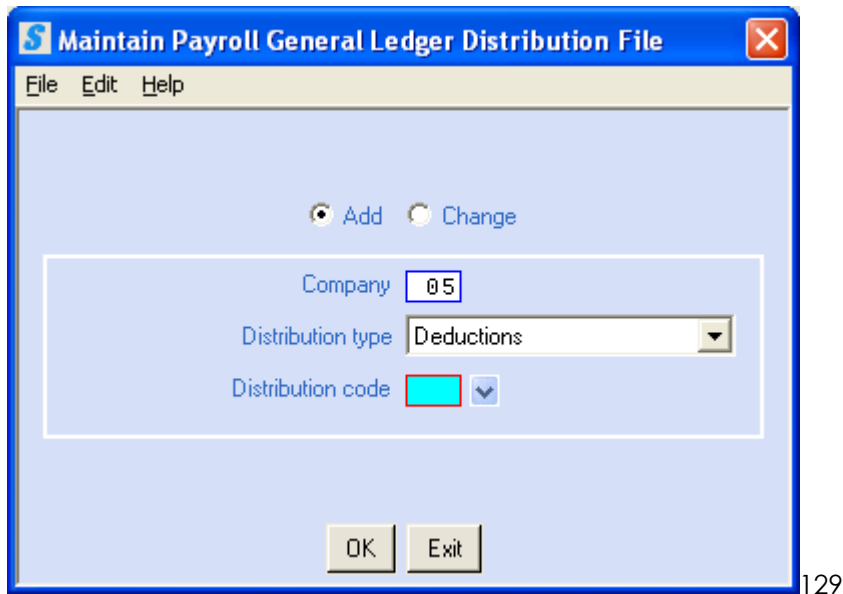 S Maintain Payroll General Ledger Distribution File
File Edit Help
Add Change
Company 05
Distribution type Deductions
Distribution code
OK Exit
129